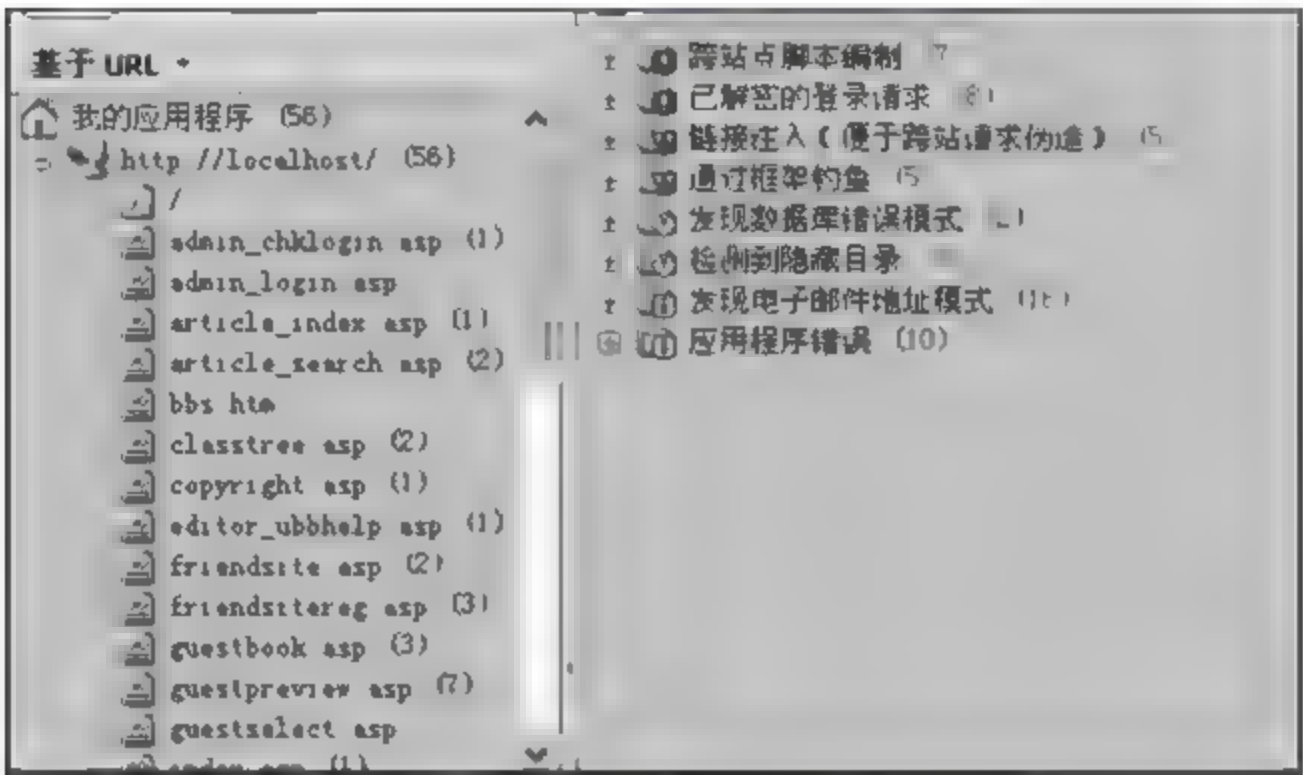 基于 URL
我的应用程序 (56)
http //localhost/ (56)
/
admin_chklogin asp (1)
admin_login asp
article_index asp (1)
article_search asp (2)
bbs htm
classtree asp (2)
copyright asp (1)
editor_ubbhelp asp (1)
friendsite asp (2)
friendsitereg asp (3)
guestbook asp (3)
guestpreview asp (7)
guestselect asp
(1)
跨站点脚本编制 7
已解密的登录请求 (6)
链接注入(便于跨站请求伪造) (5
通过框架钓鱼 (5
发现数据库错误模式
检测到隐藏目录
发现电子邮件地址模式
应用程序错误 (10)